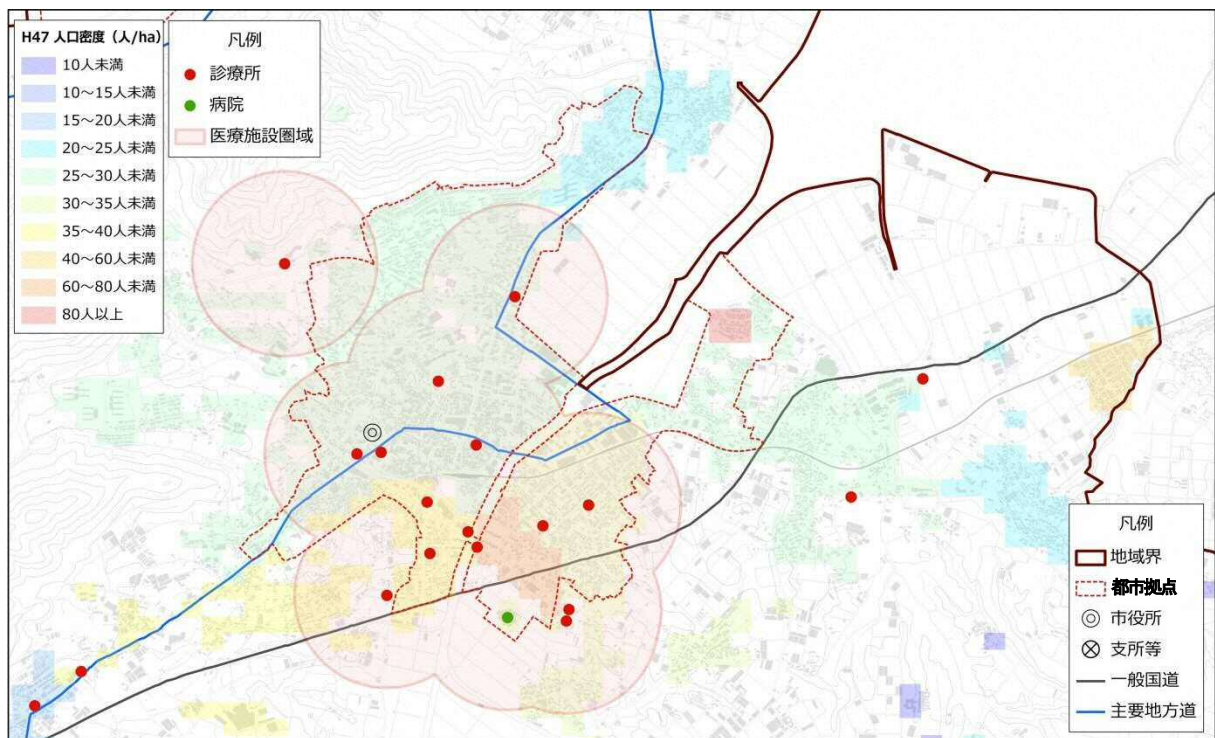 H47 人口密度（人/ha）
10人未満
10～15人未満
15～20人未満
20～25人未満
25～30人未満
30～35人未満
35～40人未満
40～60人未満
60～80人未満
80人以上
凡例
診療所
病院
医療施設圏域
凡例
地域界
都市拠点
市役所
支所等
一般国道
主要地方道